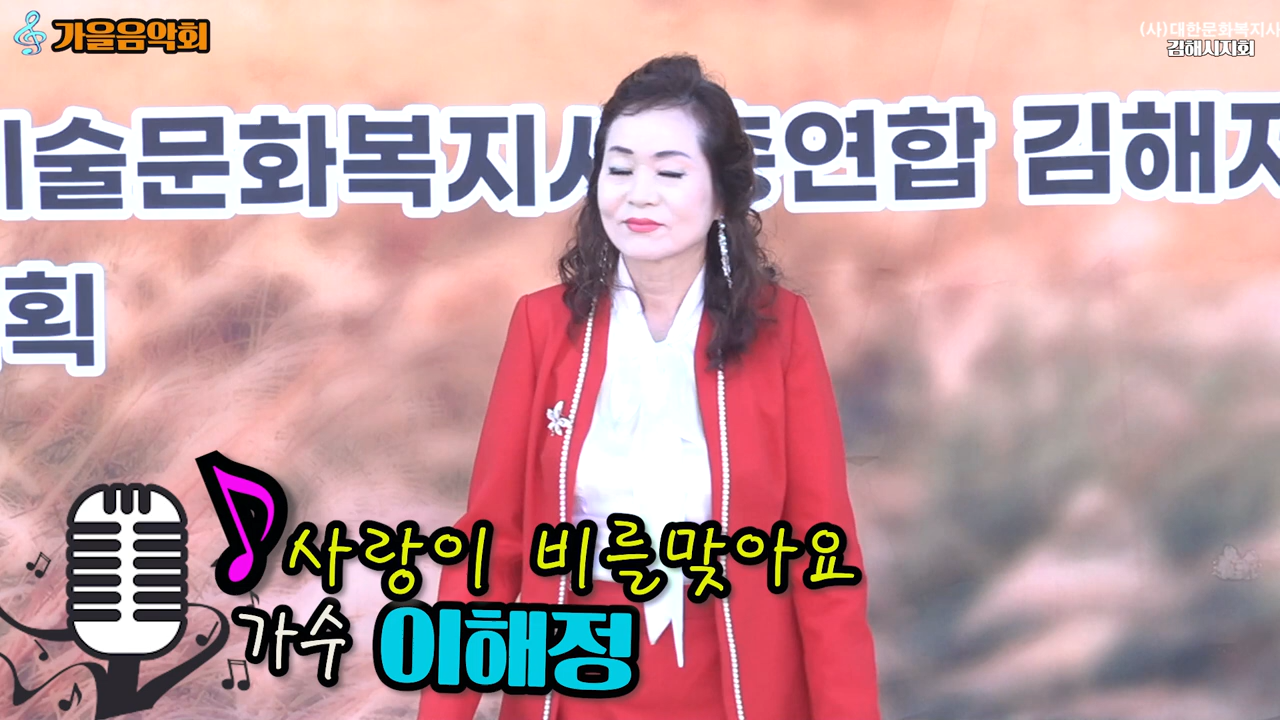 가을음악회
(사)대한문화복지사
김해시지회
술문화복지사 연합 김해지
획
사랑이 비를맞아요
가수 이해정